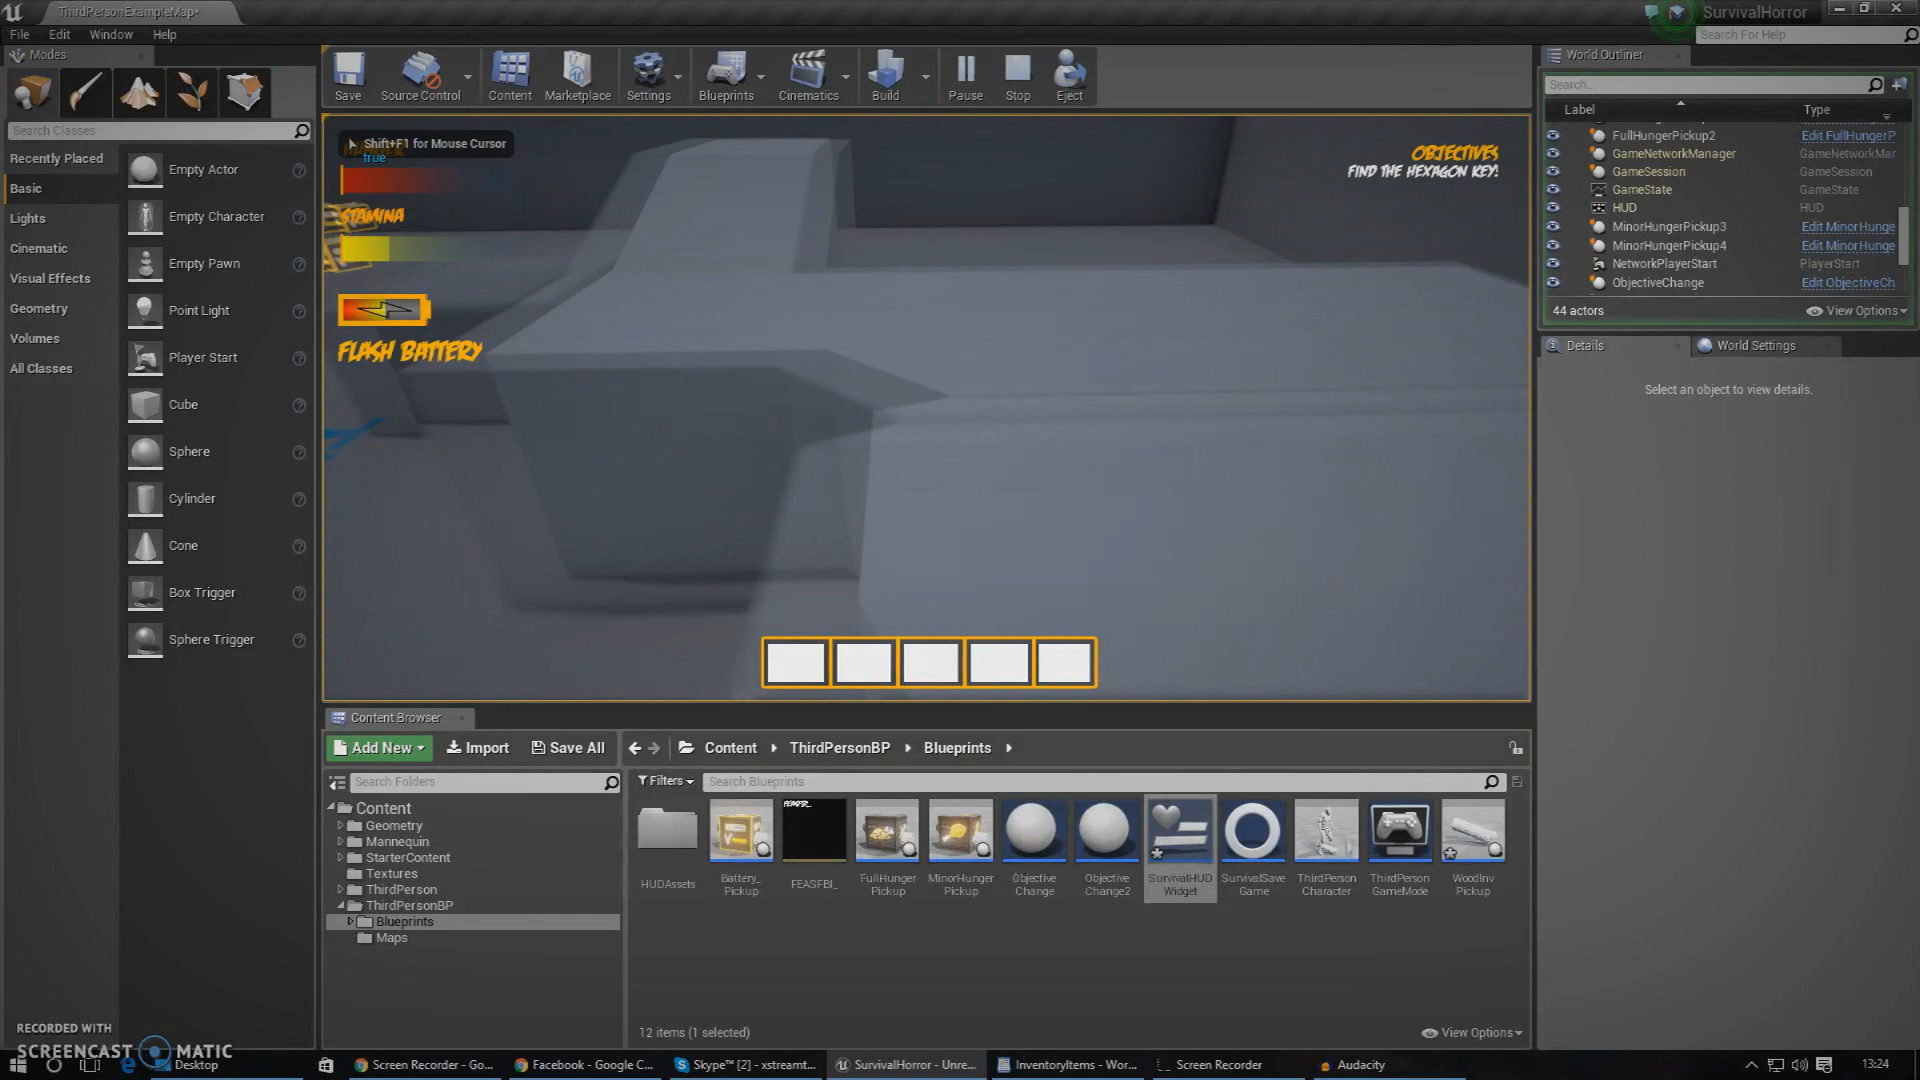 ThirdPersonExampleMap*
SurvivalHorror
File Edit Window Help
Search For Help
Modes
World Outliner
Save
Source Control
Content
Marketplace
Settings
Blueprints
Cinematics
Build
Pause
Stop
Eject
Search Classes
Recently Placed
Basic
Lights
Cinematic
Visual Effects
Geometry
Volumes
All Classes
Empty Actor
Empty Character
Empty Pawn
Point Light
Player Start
Cube
Sphere
Cylinder
Cone
Box Trigger
Sphere Trigger
Shift+F1 for Mouse Cursor
true
STAMINA
FLASH BATTERY
OBJECTIVES
FIND THE HEXAGON KEY!
Search...
Label Type
FullHungerPickup2 Edit FullHungerP
GameNetworkManager GameNetworkMar
GameSession GameSession
GameState GameState
HUD HUD
MinorHungerPickup3 Edit MinorHunge
MinorHungerPickup4 Edit MinorHunge
NetworkPlayerStart PlayerStart
ObjectiveChange Edit ObjectiveCh
44 actors View Options
Details World Settings
Select an object to view details.
Content Browser
Add New Import Save All Content ThirdPersonBP Blueprints
Search Folders
Filters Search Blueprints
Content
Geometry
Mannequin
StarterContent
Textures
ThirdPerson
ThirdPersonBP
Blueprints
Maps
HUDAssets
Battery_
Pickup
FEASFBI_
FullHunger
Pickup
MinorHunger
Pickup
Objective
Change
Objective
Change2
SurvivalHUD
Widget
SurvivalSave
Game
ThirdPerson
Character
ThirdPerson
GameMode
WoodInv
Pickup
12 items (1 selected) View Options
RECORDED WITH
SCREENCAST MATIC
Desktop
Screen Recorder - Go...
Facebook - Google C...
Skype™ [2] - xstreamt...
SurvivalHorror - Unre...
InventoryItems - Wor...
Screen Recorder
Audacity
13:24